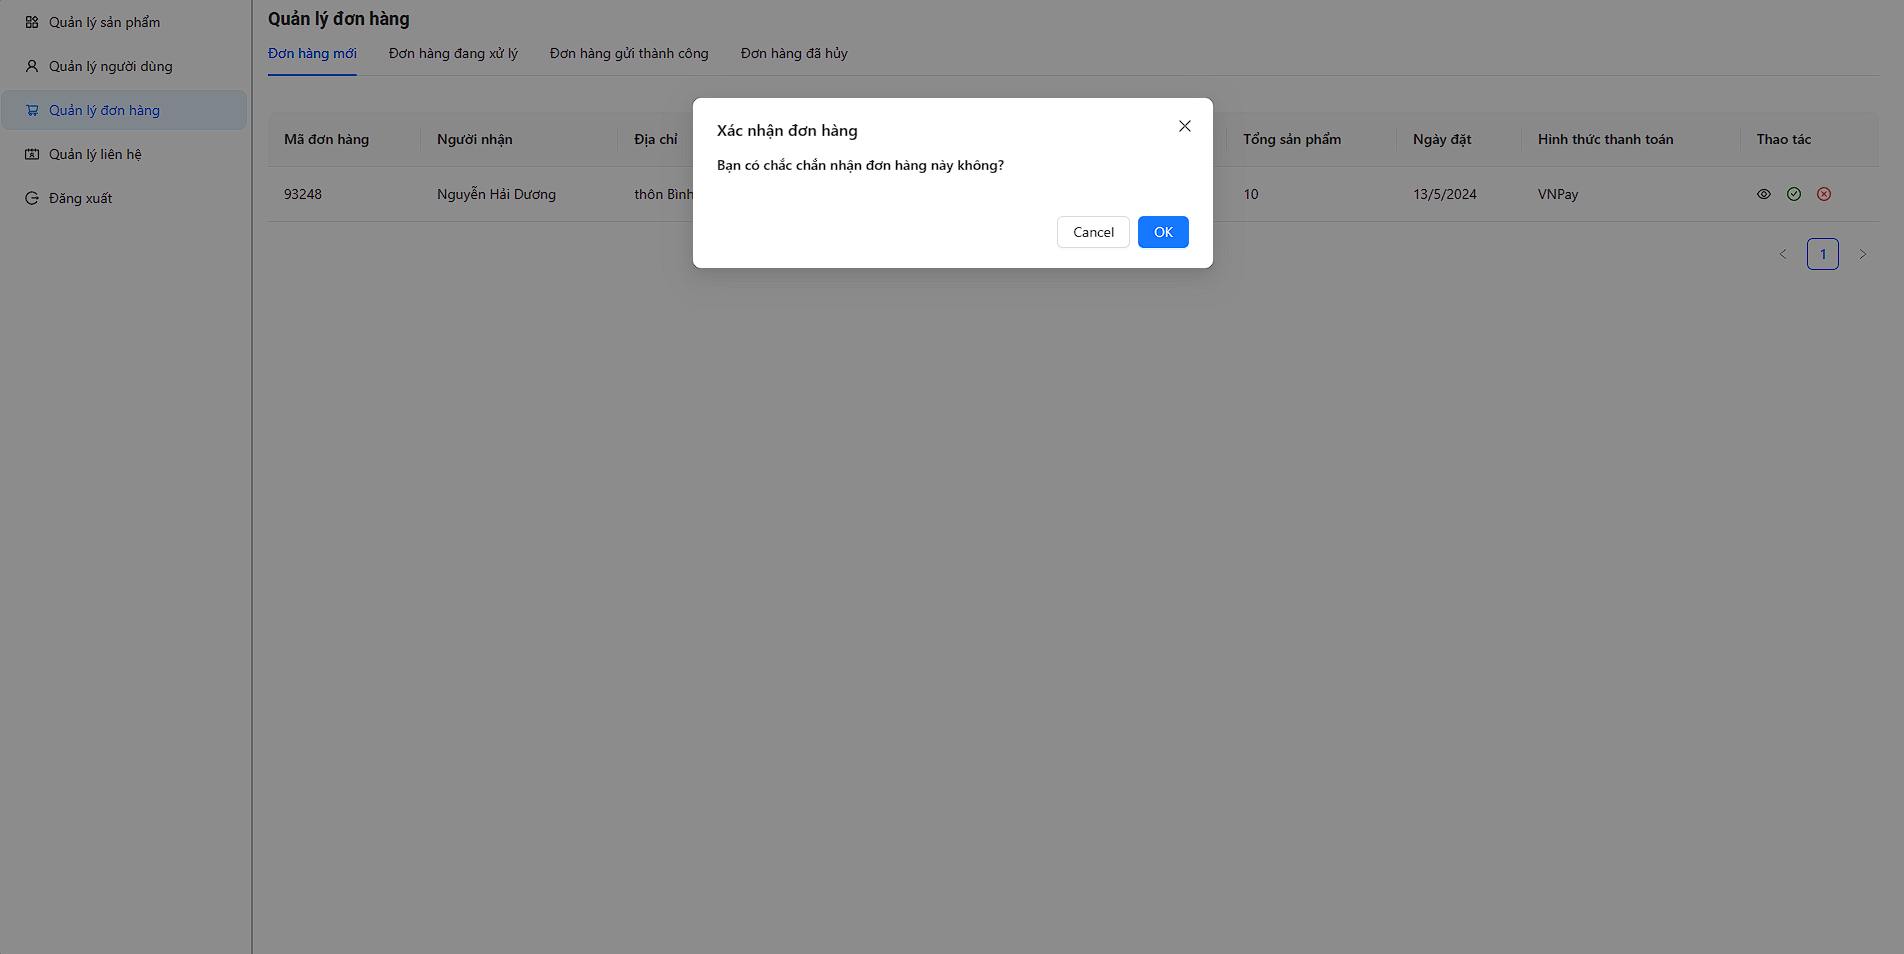 Quản lý sản phẩm
Quản lý người dùng
Quản lý đơn hàng
Quản lý liên hệ
Đăng xuất
Quản lý đơn hàng
Đơn hàng mới Đơn hàng đang xử lý Đơn hàng gửi thành công Đơn hàng đã hủy
Xác nhận đơn hàng
Bạn có chắc chắn nhận đơn hàng này không?
Cancel OK
Mã đơn hàng Người nhận Địa chỉ Tổng sản phẩm Ngày đặt Hình thức thanh toán Thao tác
93248 Nguyễn Hải Dương thôn Bình 10 13/5/2024 VNPay
1